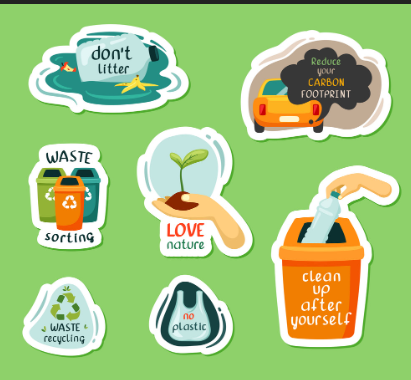 don't
litter
Reduce
your
CARBON
FOOTPRINT
WASTE
sorting
LOVE
nature
clean
up
after
yourself
WASTE
recycling
no
plastic